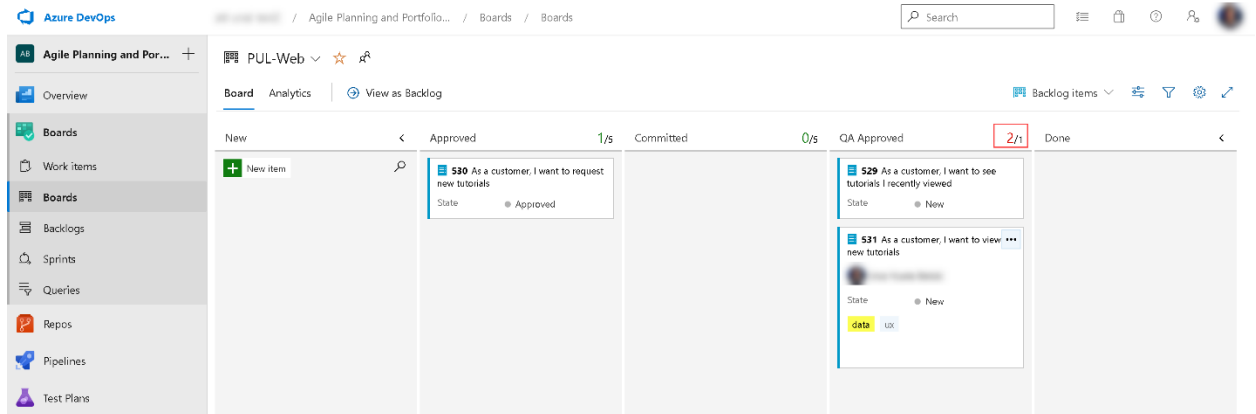 Azure DevOps
/ Agile Planning and Portfolio... / Boards / Boards
Search
AB Agile Planning and Por...
PUL-Web
Overview
Board Analytics View as Backlog
Backlog items
Boards
New
Approved 1/5
Committed 0/5
QA Approved 2/1
Done
Work items
New item
530 As a customer, I want to request
new tutorials
State Approved
529 As a customer, I want to see
tutorials I recently viewed
State New
Boards
Backlogs
531 As a customer, I want to view
new tutorials
Sprints
Queries
State New
Repos
data ux
Pipelines
Test Plans